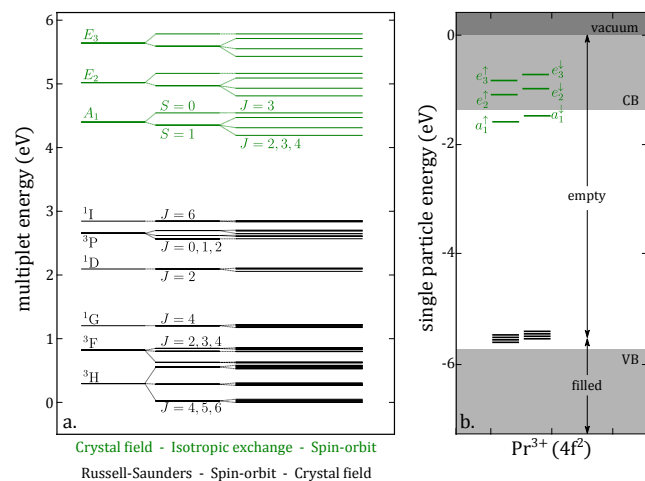 6
5
4
3
2
1
0
multiplet energy (eV)
E₃
E₂
A₁
S = 0
J = 3
S = 1
J = 2, 3, 4
¹I
J = 6
³P
J = 0, 1, 2
¹D
J = 2
¹G
J = 4
³F
J = 2, 3, 4
³H
J = 4, 5, 6
a.
Crystal field - Isotropic exchange - Spin-orbit
Russell-Saunders - Spin-orbit - Crystal field
0
-2
-4
-6
single particle energy (eV)
vacuum
e₃↑
e₃↓
e₂↑
e₂↓
CB
a₁↑
a₁↓
empty
VB
filled
b.
Pr³⁺ (4f²)